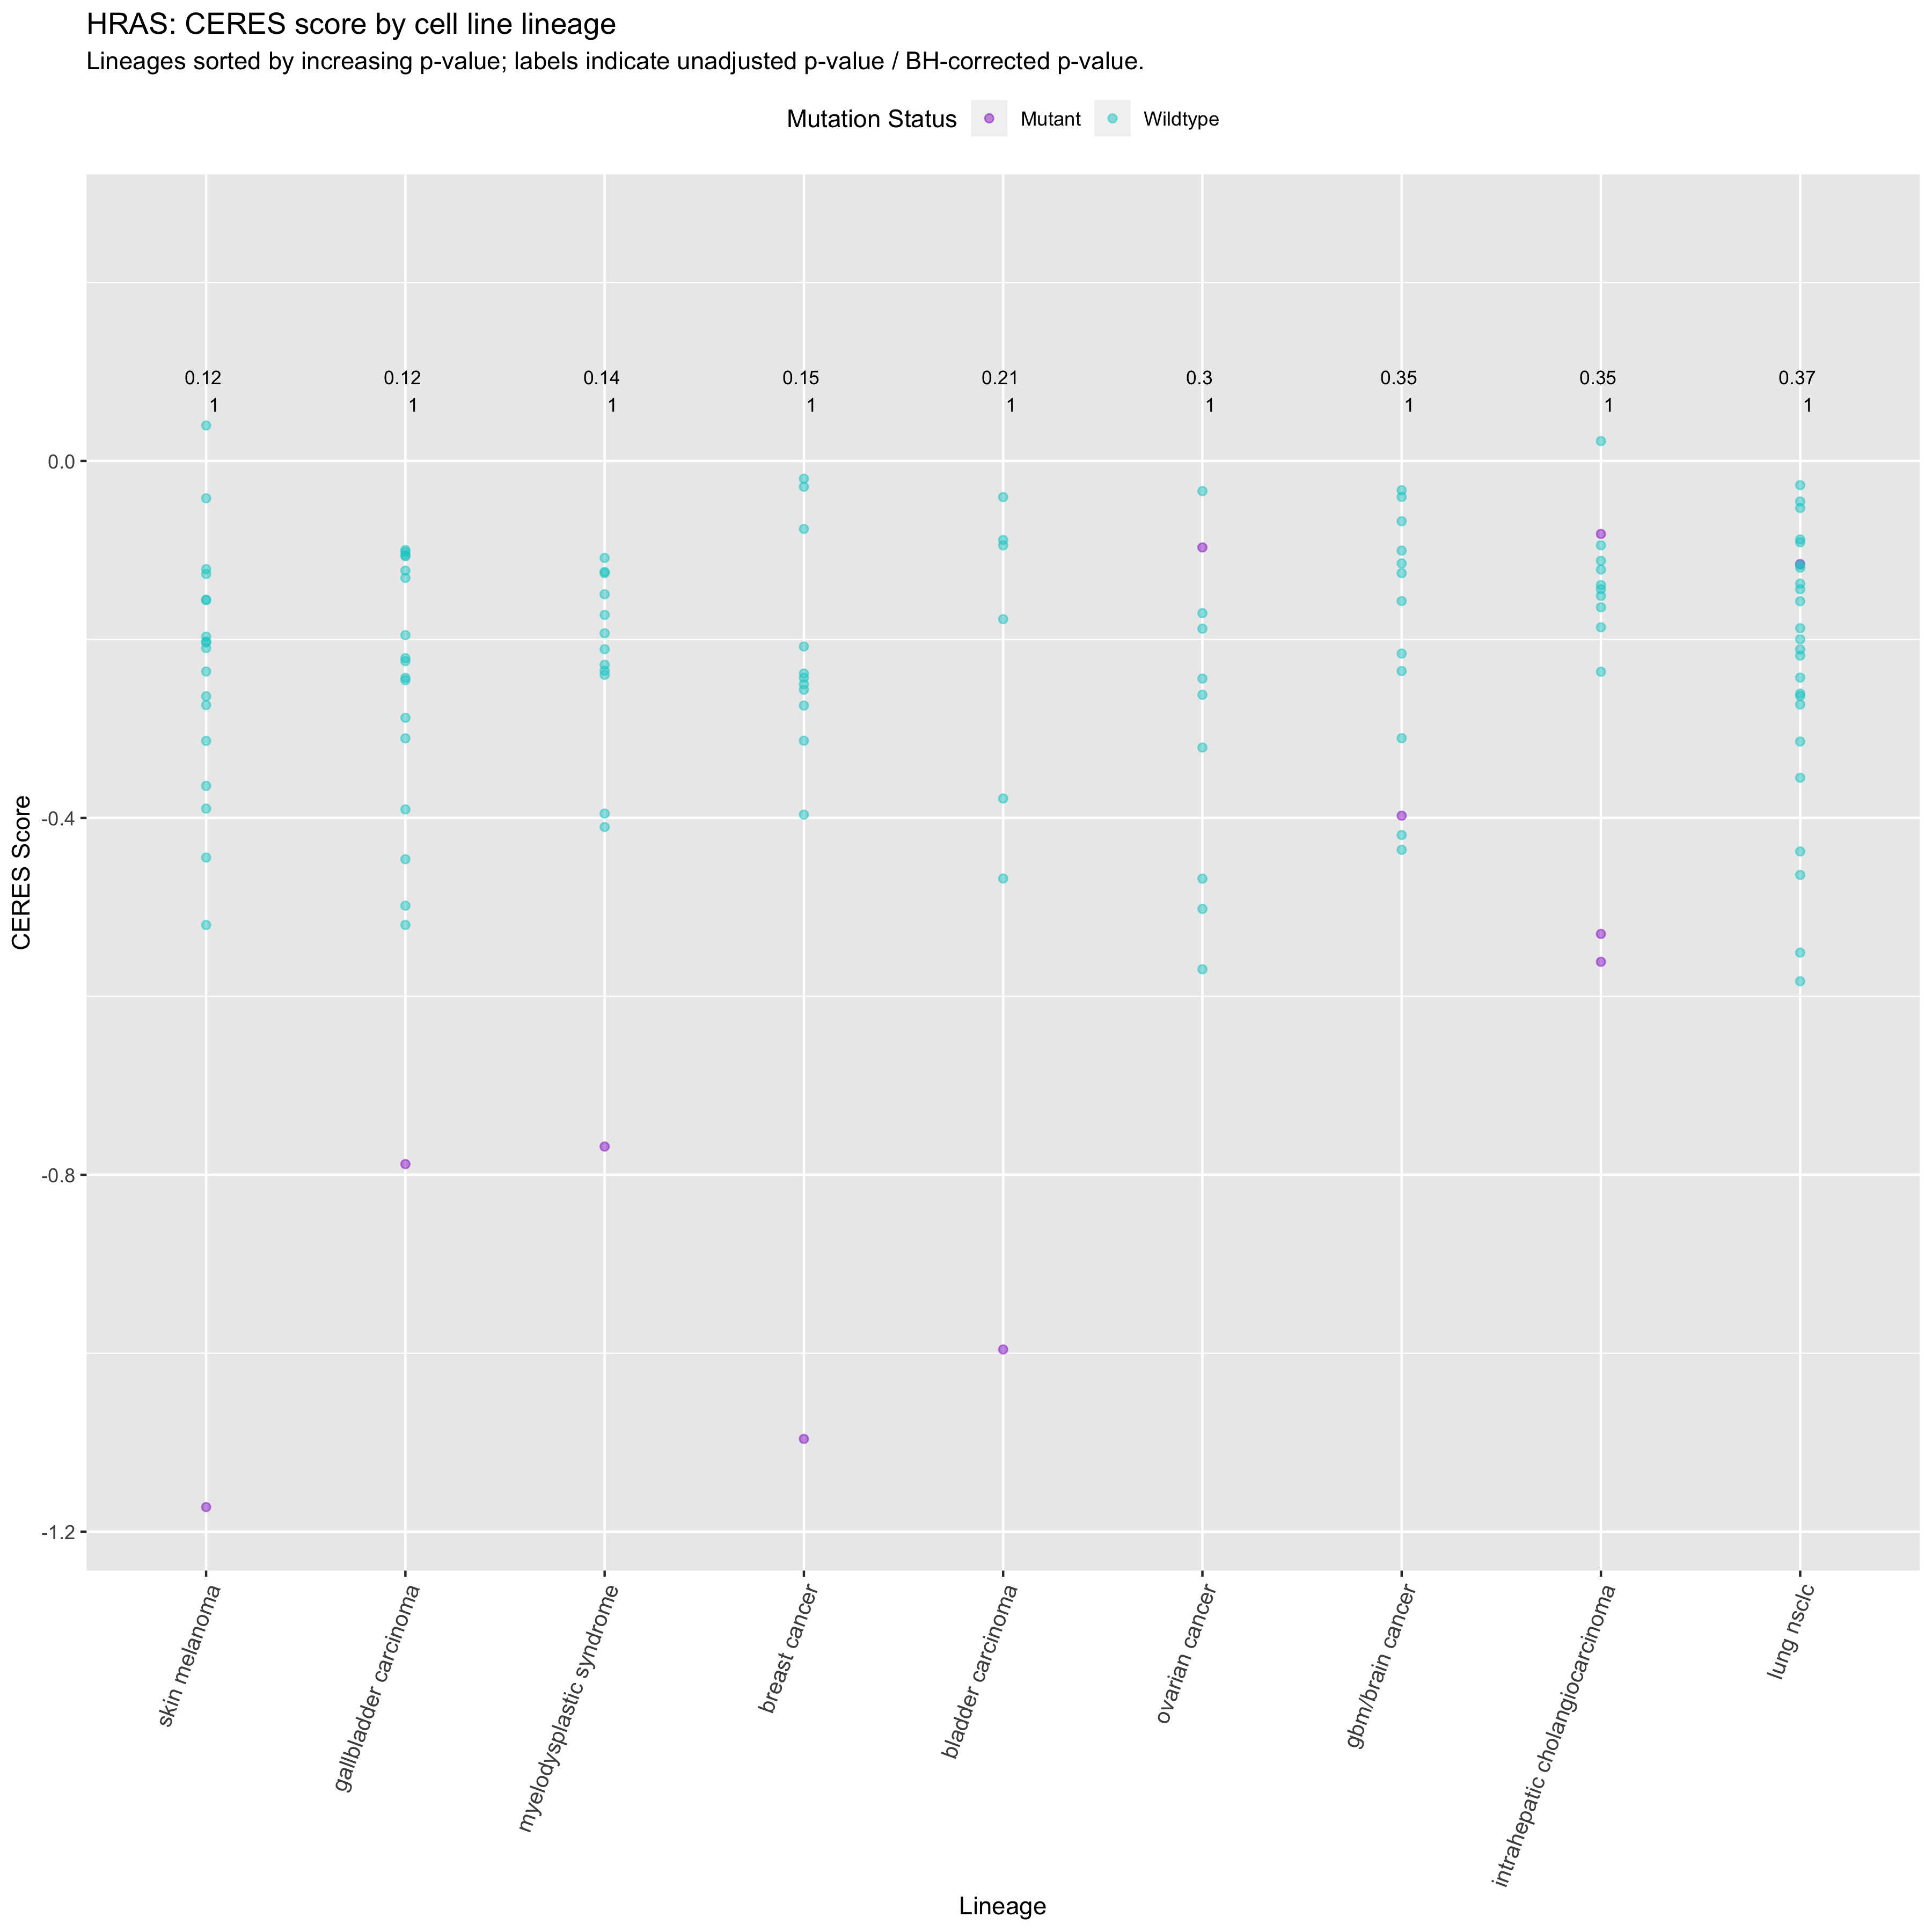 HRAS: CERES score by cell line lineage
Lineages sorted by increasing p-value; labels indicate unadjusted p-value / BH-corrected p-value.
Mutation Status Mutant Wildtype
0.12 0.12 0.14 0.15 0.21 0.3 0.35 0.35 0.37
1 1 1 1 1 1 1 1 1
0.0
-0.4
-0.8
-1.2
CERES Score
skin melanoma
gallbladder carcinoma
myelodysplastic syndrome
breast cancer
bladder carcinoma
ovarian cancer
gbm/brain cancer
intrahepatic cholangiocarcinoma
lung nsclc
Lineage